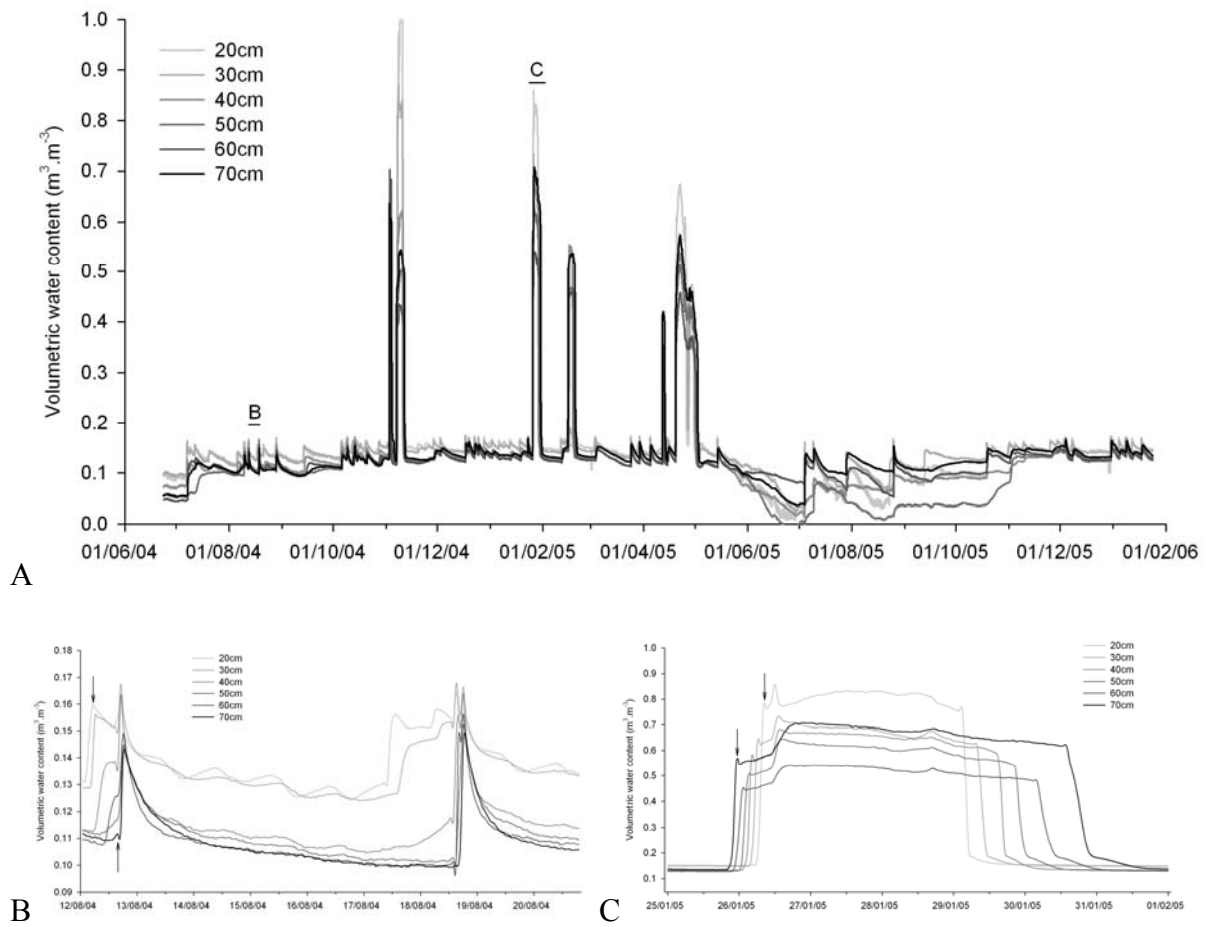 1.0
0.9
0.8
0.7
0.6
0.5
0.4
0.3
0.2
0.1
0.0
Volumetric water content (m³.m⁻³)
20cm
30cm
40cm
50cm
60cm
70cm
B
C
01/06/04 01/08/04 01/10/04 01/12/04 01/02/05 01/04/05 01/06/05 01/08/05 01/10/05 01/12/05 01/02/06
A
0.18
0.17
0.16
0.15
0.14
0.13
0.12
0.11
0.10
0.09
Volumetric water content (m³.m⁻³)
20cm
30cm
40cm
50cm
60cm
70cm
12/08/04 13/08/04 14/08/04 15/08/04 16/08/04 17/08/04 18/08/04 19/08/04 20/08/04
B
1.0
0.9
0.8
0.7
0.6
0.5
0.4
0.3
0.2
0.1
Volumetric water content (m³.m⁻³)
20cm
30cm
40cm
50cm
60cm
70cm
25/01/05 26/01/05 27/01/05 28/01/05 29/01/05 30/01/05 31/01/05 01/02/05
C